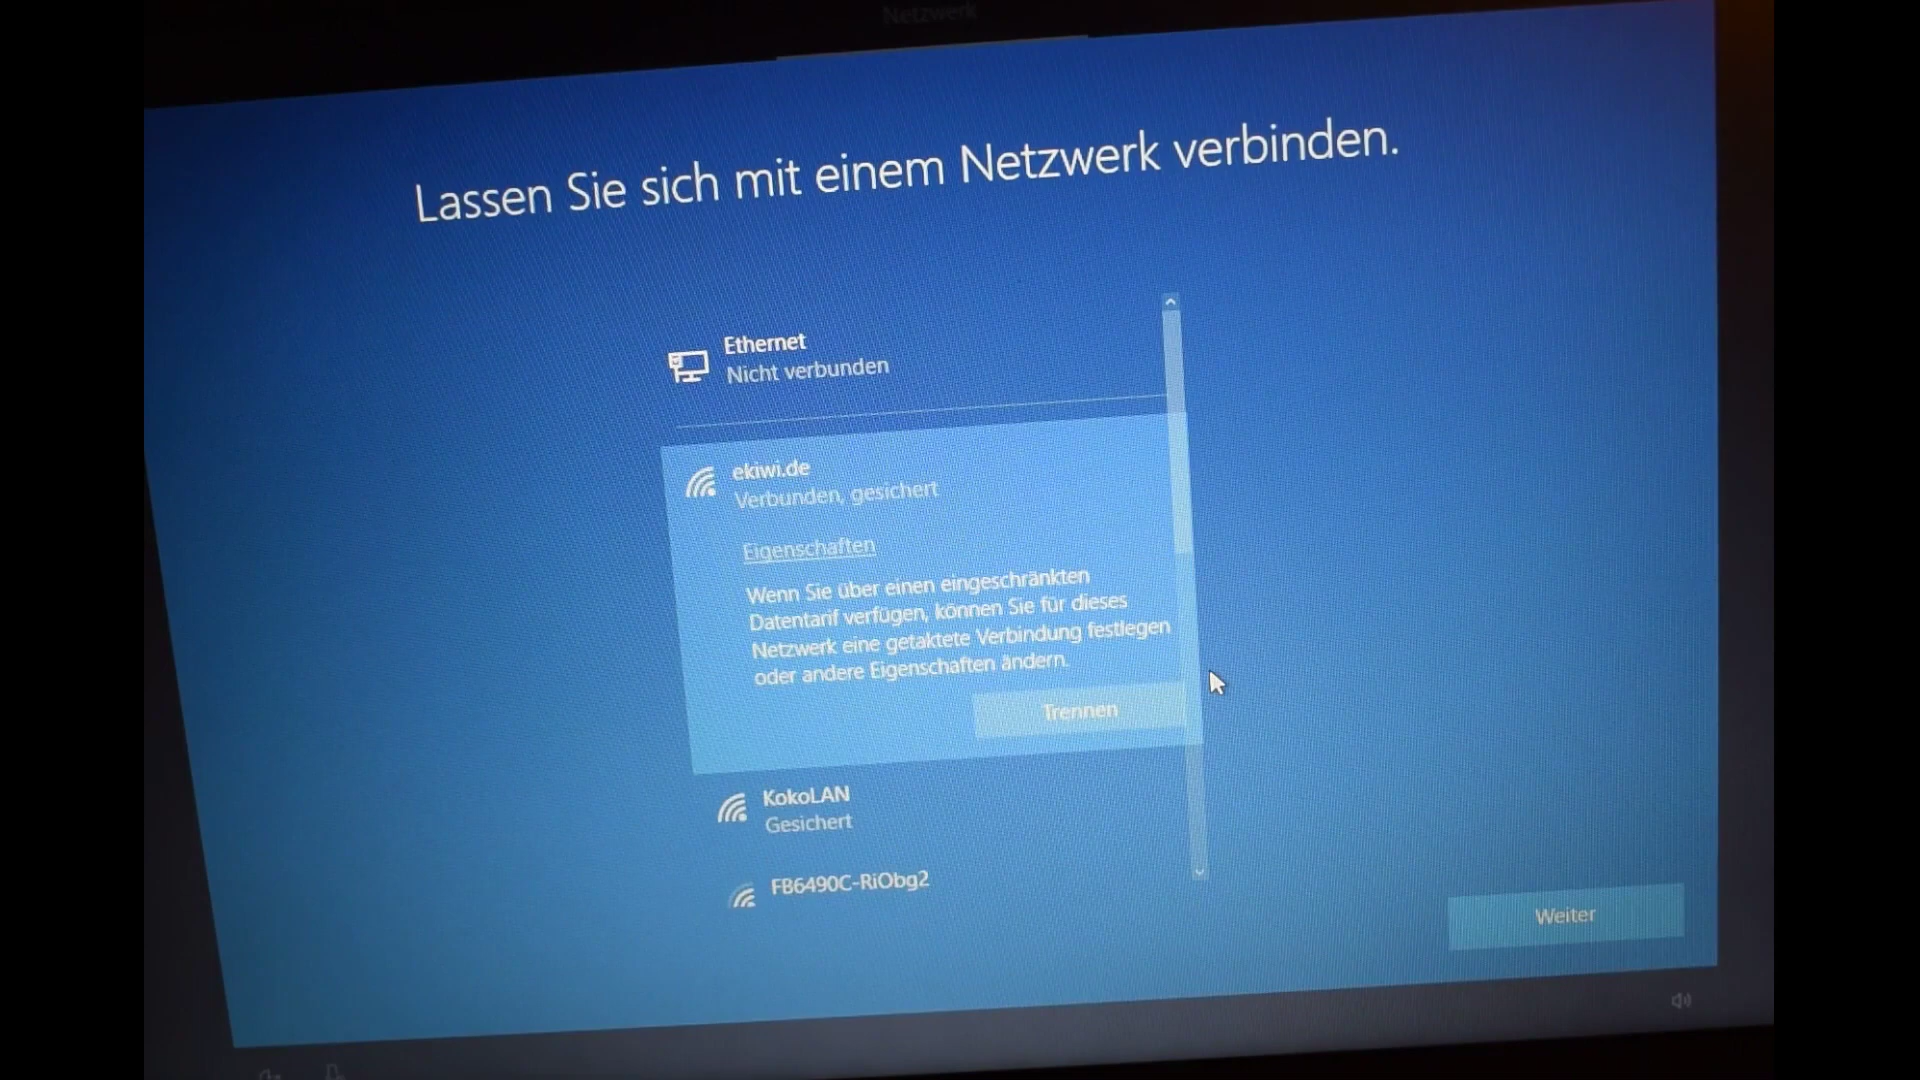 Netzwerk
Lassen Sie sich mit einem Netzwerk verbinden.
Ethernet
Nicht verbunden
ekiwi.de
Verbunden, gesichert
Eigenschaften
Wenn Sie über einen eingeschränkten
Datentarif verfügen, können Sie für dieses
Netzwerk eine getaktete Verbindung festlegen
oder andere Eigenschaften ändern.
Trennen
KokoLAN
Gesichert
FB6490C-RiObg2
Weiter